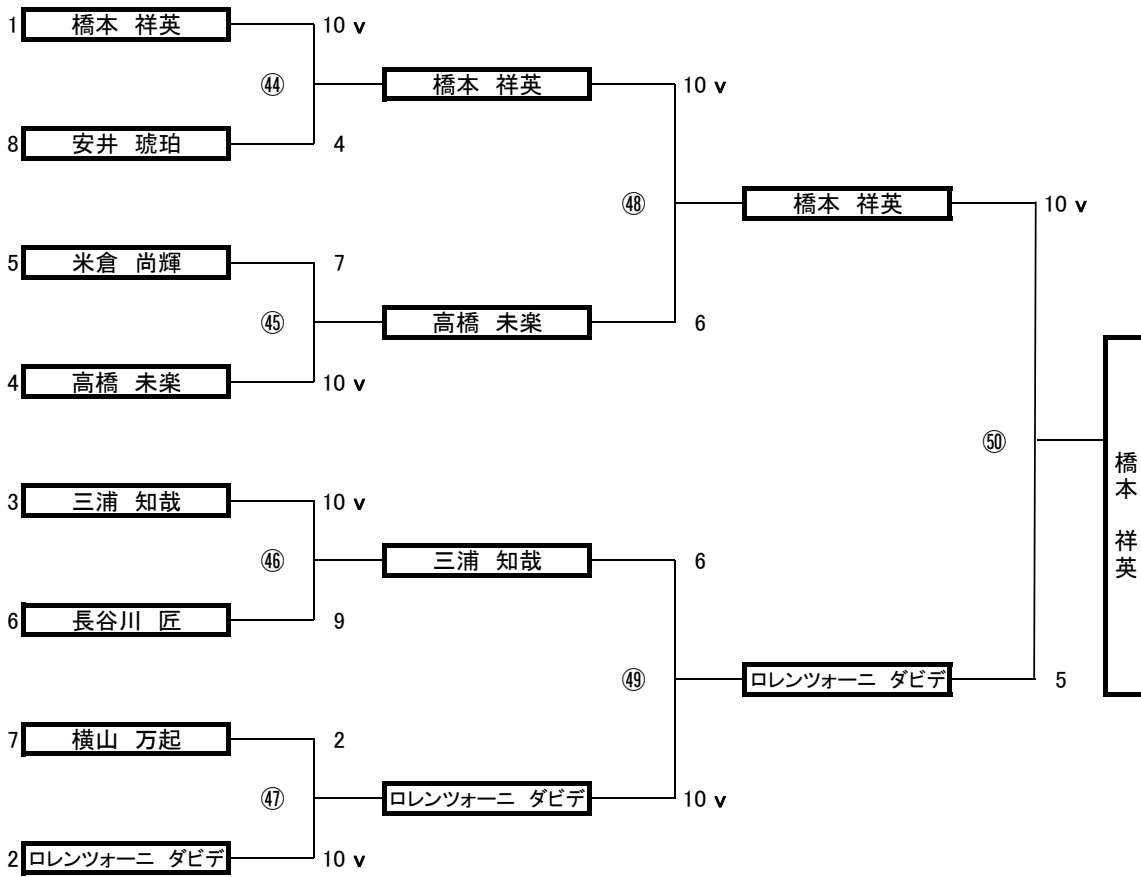 1 橋本 祥英 10 v
㊹ 橋本 祥英 10 v
8 安井 琥珀 4
㊽ 橋本 祥英 10 v
5 米倉 尚輝 7
㊺ 高橋 未楽 6
4 高橋 未楽 10 v
㊿ 橋本 祥英
3 三浦 知哉 10 v
㊻ 三浦 知哉 6
6 長谷川 匠 9
㊾ ロレンツォーニ ダビデ 5
7 横山 万起 2
㊼ ロレンツォーニ ダビデ 10 v
2 ロレンツォーニ ダビデ 10 v